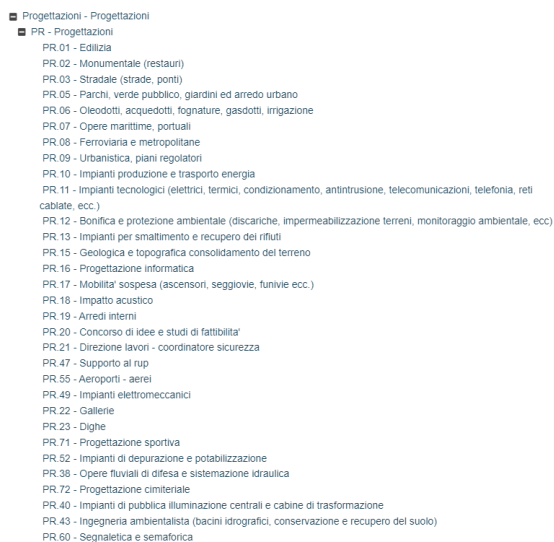 Progettazioni - Progettazioni
PR - Progettazioni
PR.01 - Edilizia
PR.02 - Monumentale (restauri)
PR.03 - Stradale (strade, ponti)
PR.05 - Parchi, verde pubblico, giardini ed arredo urbano
PR.06 - Oleodotti, acquedotti, fognature, gasdotti, irrigazione
PR.07 - Opere marittime, portuali
PR.08 - Ferroviaria e metropolitane
PR.09 - Urbanistica, piani regolatori
PR.10 - Impianti produzione e trasporto energia
PR.11 - Impianti tecnologici (elettrici, termici, condizionamento, antintrusione, telecomunicazioni, telefonia, reti
cablate, ecc.)
PR.12 - Bonifica e protezione ambientale (discariche, impermeabilizzazione terreni, monitoraggio ambientale, ecc)
PR.13 - Impianti per smaltimento e recupero dei rifiuti
PR.15 - Geologica e topografica consolidamento del terreno
PR.16 - Progettazione informatica
PR.17 - Mobilita' sospesa (ascensori, seggiovie, funivie ecc.)
PR.18 - Impatto acustico
PR.19 - Arredi interni
PR.20 - Concorso di idee e studi di fattibilita'
PR.21 - Direzione lavori - coordinatore sicurezza
PR.47 - Supporto al rup
PR.55 - Aeroporti - aerei
PR.49 - Impianti elettromeccanici
PR.22 - Gallerie
PR.23 - Dighe
PR.71 - Progettazione sportiva
PR.52 - Impianti di depurazione e potabilizzazione
PR.38 - Opere fluviali di difesa e sistemazione idraulica
PR.72 - Progettazione cimiteriale
PR.40 - Impianti di pubblica illuminazione centrali e cabine di trasformazione
PR.43 - Ingegneria ambientalista (bacini idrografici, conservazione e recupero del suolo)
PR.60 - Segnaletica e semaforica